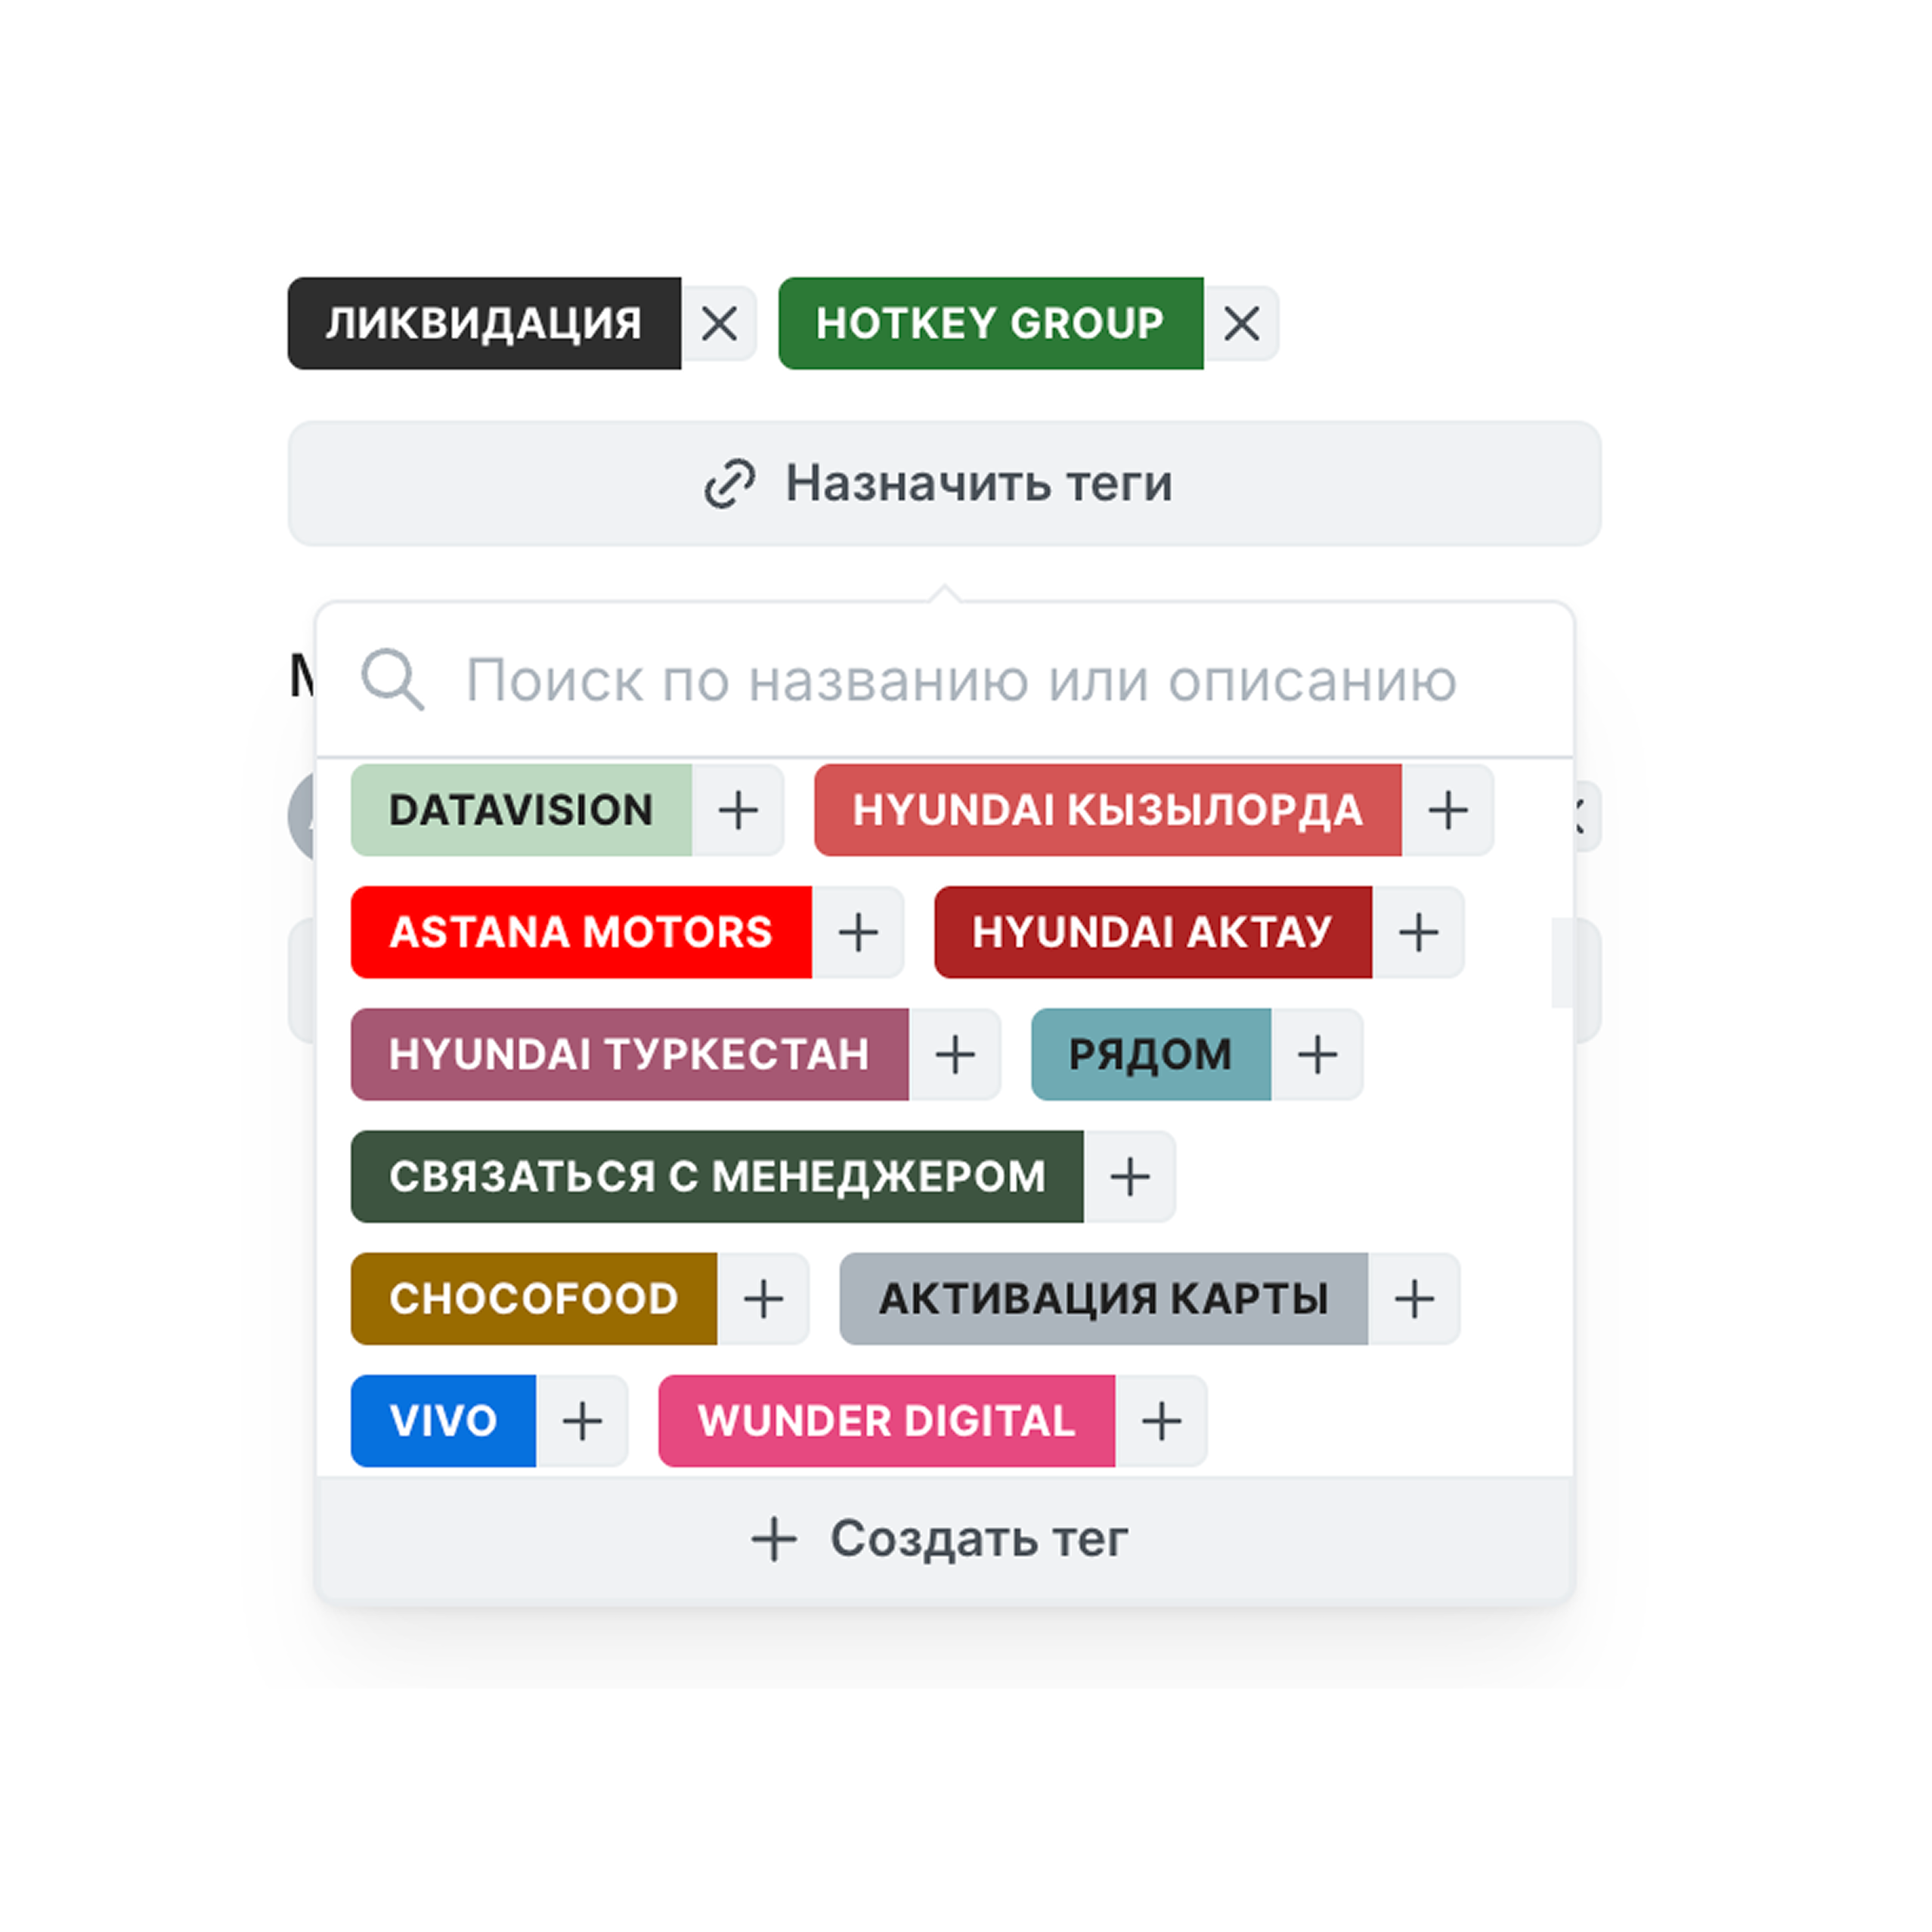 ЛИКВИДАЦИЯ HOTKEY GROUP
Назначить теги
Поиск по названию или описанию
DATAVISION HYUNDAI КЫЗЫЛОРДА
ASTANA MOTORS HYUNDAI АКТАУ
HYUNDAI ТУРКЕСТАН РЯДОМ
СВЯЗАТЬСЯ С МЕНЕДЖЕРОМ
CHOCOFOOD АКТИВАЦИЯ КАРТЫ
VIVO WUNDER DIGITAL
Создать тег